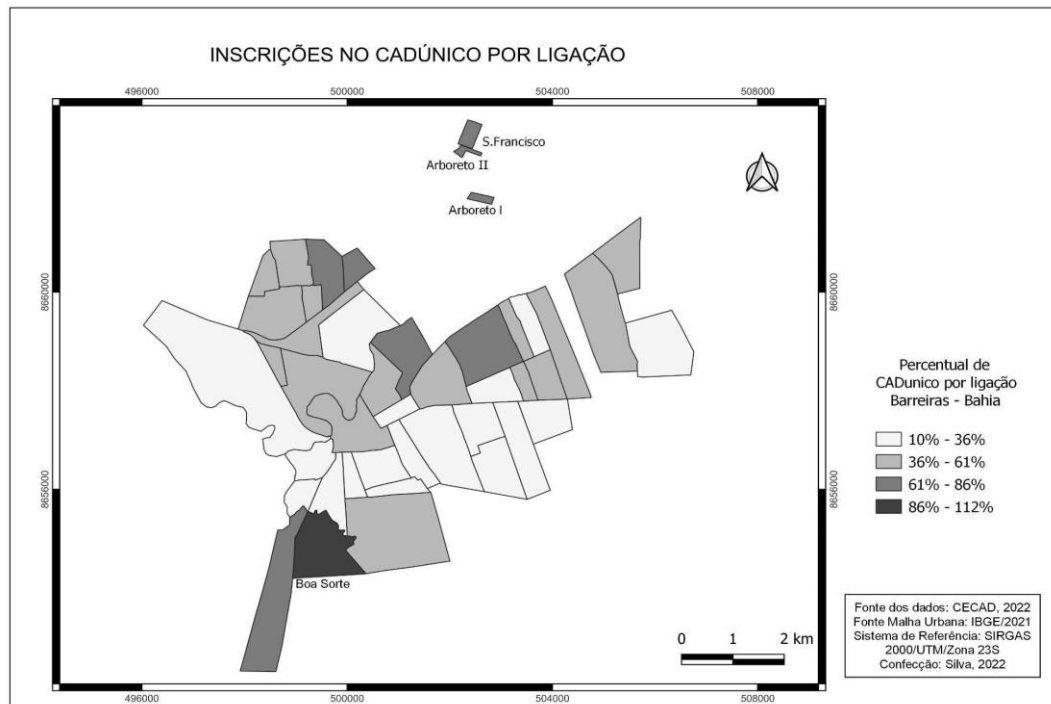 INSCRIÇÕES NO CADÚNICO POR LIGAÇÃO
496000
500000
504000
508000
S.Francisco
Arboreto II
Arboreto I
8660000
8660000
8656000
8656000
Boa Sorte
Percentual de
CADunico por ligação
Barreiras - Bahia
10% - 36%
36% - 61%
61% - 86%
86% - 112%
0 1 2 km
Fonte dos dados: CECAD, 2022
Fonte Malha Urbana: IBGE/2021
Sistema de Referência: SIRGAS
2000/UTM/Zona 23S
Confecção: Silva, 2022
496000
500000
504000
508000